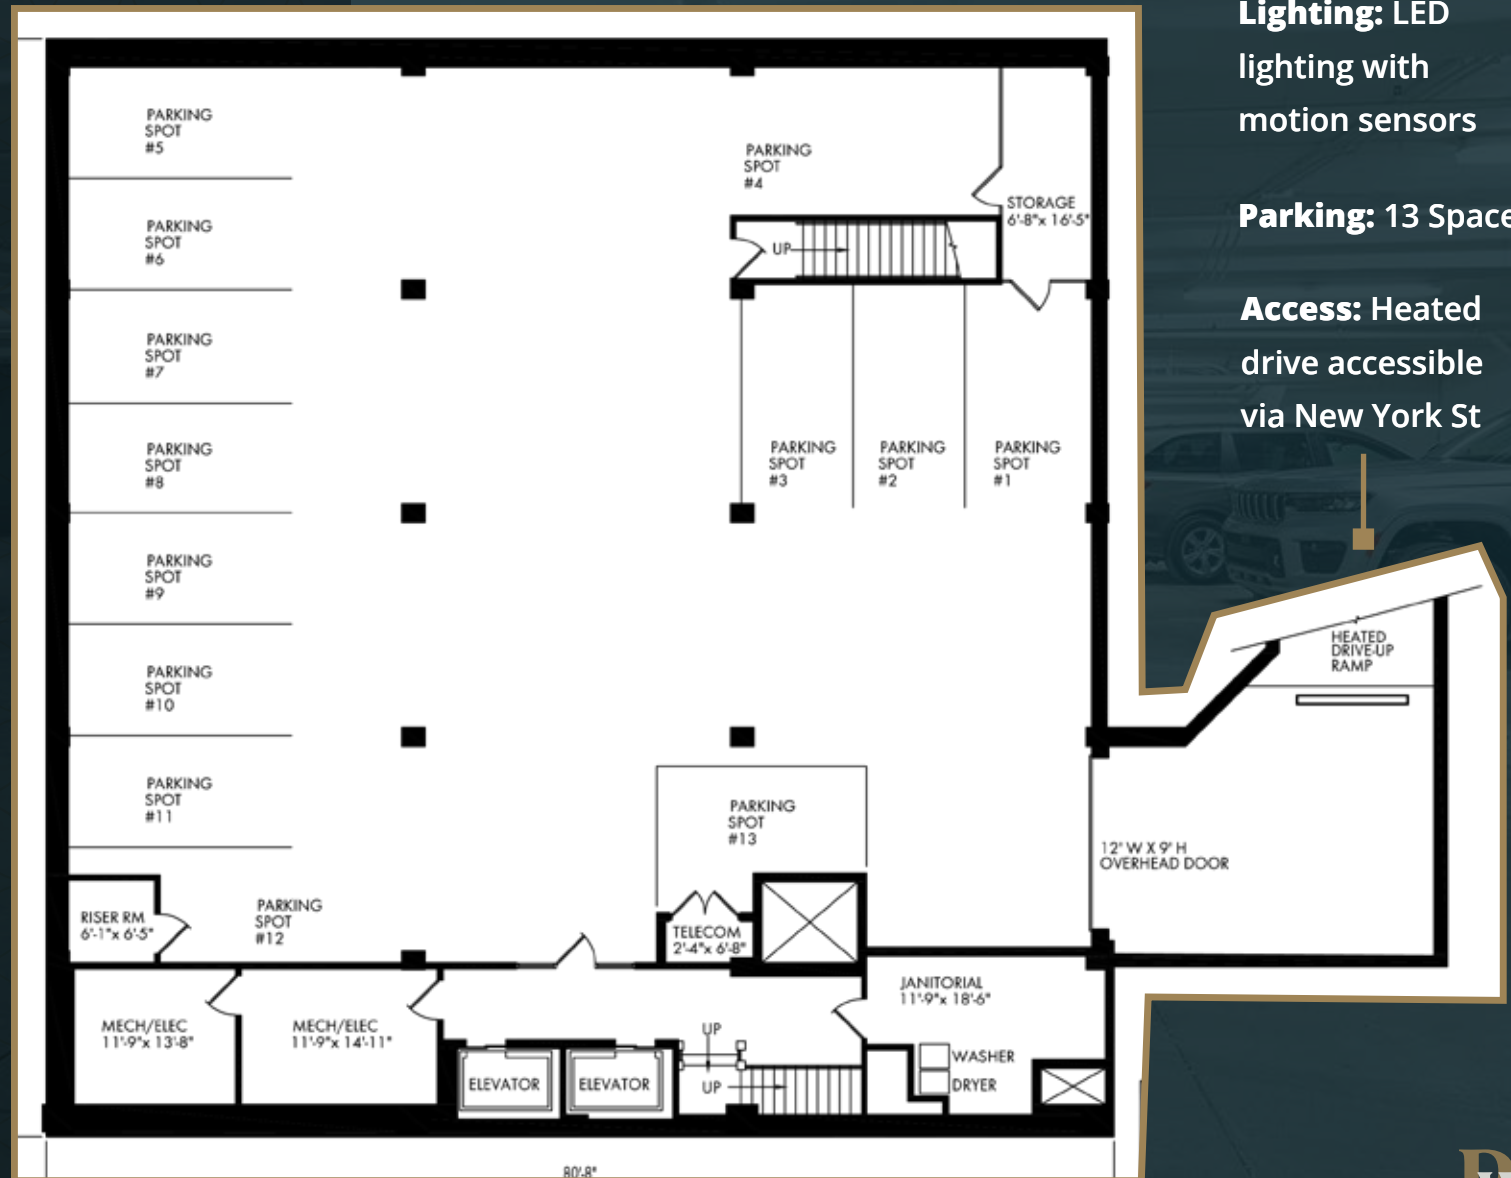 Lighting: LED
lighting with
motion sensors
Parking: 13 Space
Access: Heated
drive accessible
via New York St
PARKING
SPOT
#5
PARKING
SPOT
#6
PARKING
SPOT
#7
PARKING
SPOT
#8
PARKING
SPOT
#9
PARKING
SPOT
#10
PARKING
SPOT
#11
PARKING
SPOT
#12
RISER RM
6'-1"x 6'-5"
PARKING
SPOT
#4
STORAGE
6'-8"x 16'-5"
UP
PARKING
SPOT
#3
PARKING
SPOT
#2
PARKING
SPOT
#1
HEATED
DRIVE-UP
RAMP
12' W X 9' H
OVERHEAD DOOR
PARKING
SPOT
#13
TELECOM
2'-4"x 6'-8"
JANITORIAL
11'-9"x 18'-6"
MECH/ELEC
11'-9"x 13'-8"
MECH/ELEC
11'-9"x 14'-11"
ELEVATOR
ELEVATOR
UP
UP
WASHER
DRYER
80'-8"